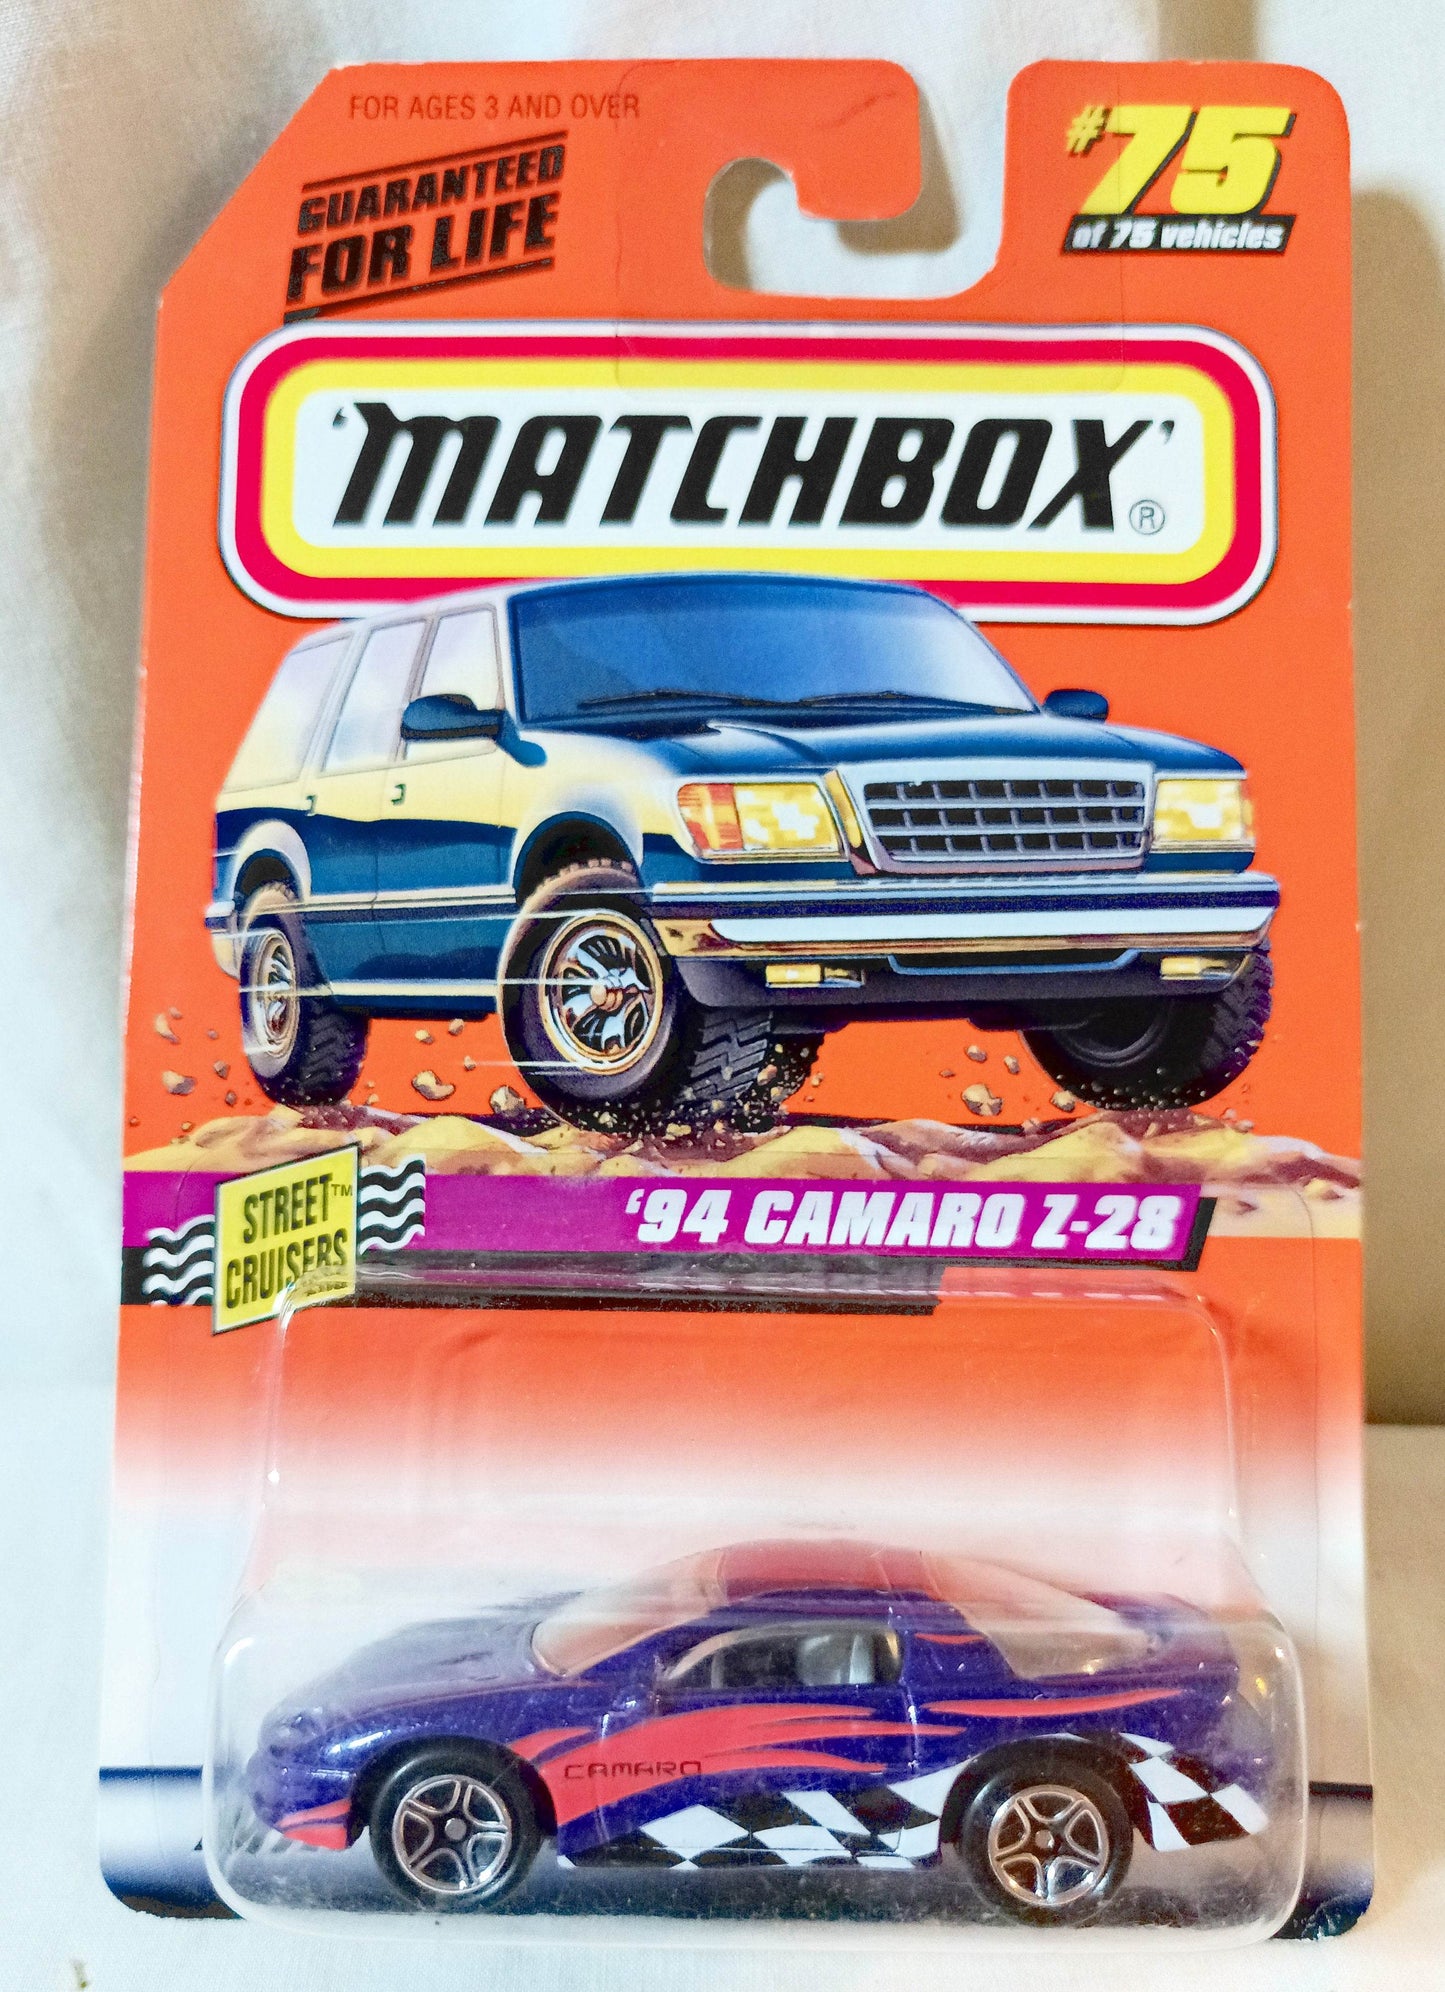 FOR AGES 3 AND OVER
GUARANTEED
FOR LIFE
#75
of 75 vehicles
'MATCHBOX'®
STREET™
CRUISERS
'94 CAMARO Z-28
CAMARO